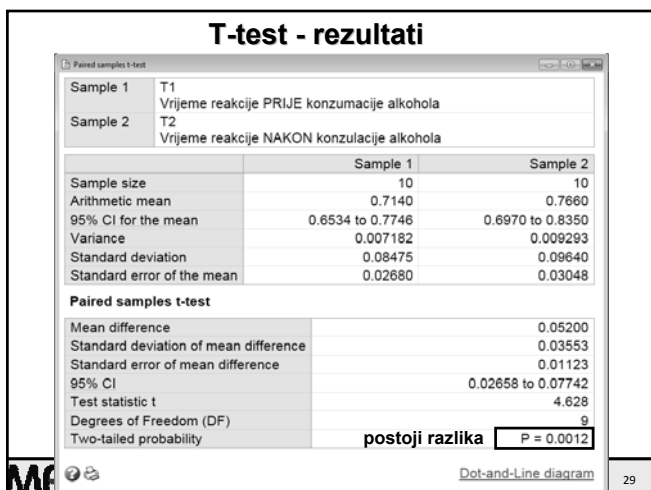 T-test - rezultati
Paired samples t-test
Sample 1 T1
Vrijeme reakcije PRIJE konzumacije alkohola
Sample 2 T2
Vrijeme reakcije NAKON konzulacije alkohola
Sample 1 Sample 2
Sample size 10 10
Arithmetic mean 0.7140 0.7660
95% CI for the mean 0.6534 to 0.7746 0.6970 to 0.8350
Variance 0.007182 0.009293
Standard deviation 0.08475 0.09640
Standard error of the mean 0.02680 0.03048
Paired samples t-test
Mean difference 0.05200
Standard deviation of mean difference 0.03553
Standard error of mean difference 0.01123
95% CI 0.02658 to 0.07742
Test statistic t 4.628
Degrees of Freedom (DF) 9
Two-tailed probability postoji razlika P = 0.0012
Dot-and-Line diagram
29